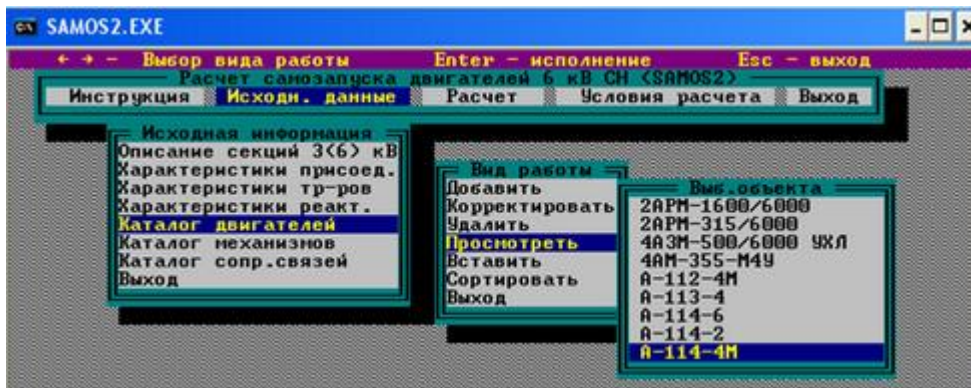 SAMOS2.EXE
← → - Выбор вида работы Enter - исполнение Esc - выход
Расчет самозапуска двигателей 6 кВ СН (SAMOS2)
Инструкция Исходн. данные Расчет Условия расчета Выход
Исходная информация
Описание секций 3(6) кВ
Характеристики присоед.
Характеристики тр-ров
Характеристики реакт.
Каталог двигателей
Каталог механизмов
Каталог сопр.связей
Выход
Вид работы
Добавить
Корректировать
Удалить
Просмотреть
Вставить
Сортировать
Выход
Выб.объекта
2АРМ-1600/6000
2АРМ-315/6000
4АЗМ-500/6000 УХЛ
4АМ-355-М4У
А-112-4М
А-113-4
А-114-6
А-114-2
А-114-4М